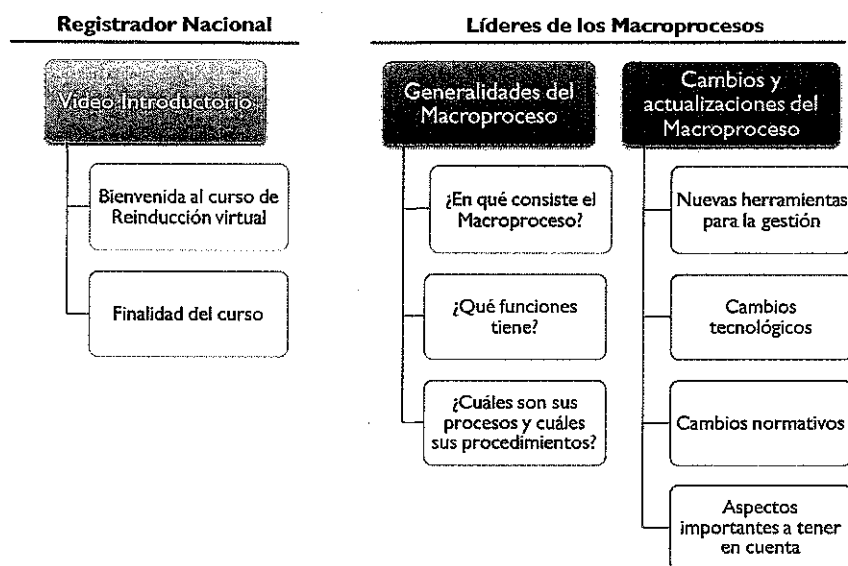 Registrador Nacional
Video Introductorio
Bienvenida al curso de
Reinducción virtual
Finalidad del curso
Líderes de los Macroprocesos
Generalidades del
Macroproceso
¿En qué consiste el
Macroproceso?
¿Qué funciones
tiene?
¿Cuáles son sus
procesos y cuáles
sus procedimientos?
Cambios y
actualizaciones del
Macroproceso
Nuevas herramientas
para la gestión
Cambios
tecnológicos
Cambios normativos
Aspectos
importantes a tener
en cuenta